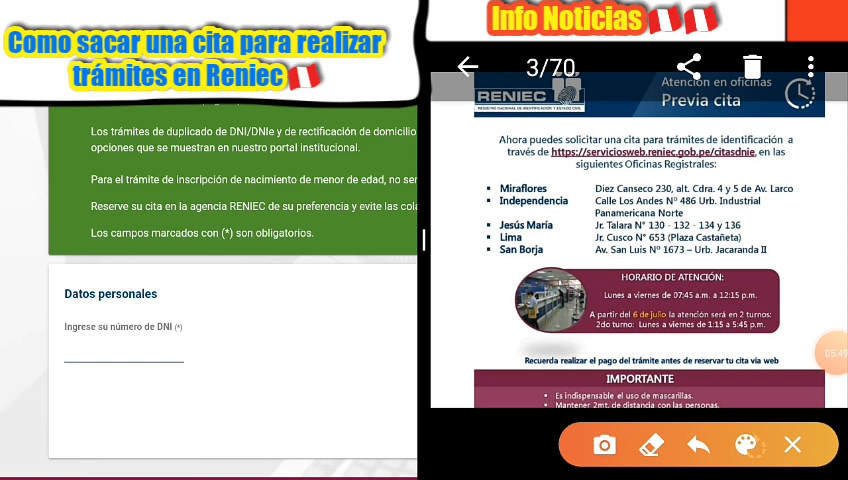 Como sacar una cita para realizar
trámites en Reniec
Los trámites de duplicado de DNI/DNIe y de rectificación de domicilio
opciones que se muestran en nuestro portal institucional.
Para el trámite de inscripción de nacimiento de menor de edad, no ser
Reserve su cita en la agencia RENIEC de su preferencia y evite las cola
Los campos marcados con (*) son obligatorios.
Datos personales
Ingrese su número de DNI (*)
Info Noticias
3/70
RENIEC
REGISTRO NACIONAL DE IDENTIFICACIÓN Y ESTADO CIVIL
Atención en oficinas
Previa cita
Ahora puedes solicitar una cita para trámites de identificación a
través de https://serviciosweb.reniec.gob.pe/citasdnie, en las
siguientes Oficinas Registrales:
▪ Miraflores Diez Canseco 230, alt. Cdra. 4 y 5 de Av. Larco
▪ Independencia Calle Los Andes N° 486 Urb. Industrial
Panamericana Norte
▪ Jesús María Jr. Talara N° 130 - 132 - 134 y 136
▪ Lima Jr. Cusco N° 653 (Plaza Castañeta)
▪ San Borja Av. San Luis N° 1673 – Urb. Jacaranda II
HORARIO DE ATENCIÓN:
Lunes a viernes de 07:45 a.m. a 12:15 p.m.
A partir del 6 de julio la atención será en 2 turnos:
2do turno: Lunes a viernes de 1:15 a 5:45 p.m.
05:49
Recuerda realizar el pago del trámite antes de reservar tu cita vía web
IMPORTANTE
• Es indispensable el uso de mascarillas.
• Mantener 2mt. de distancia con las personas.